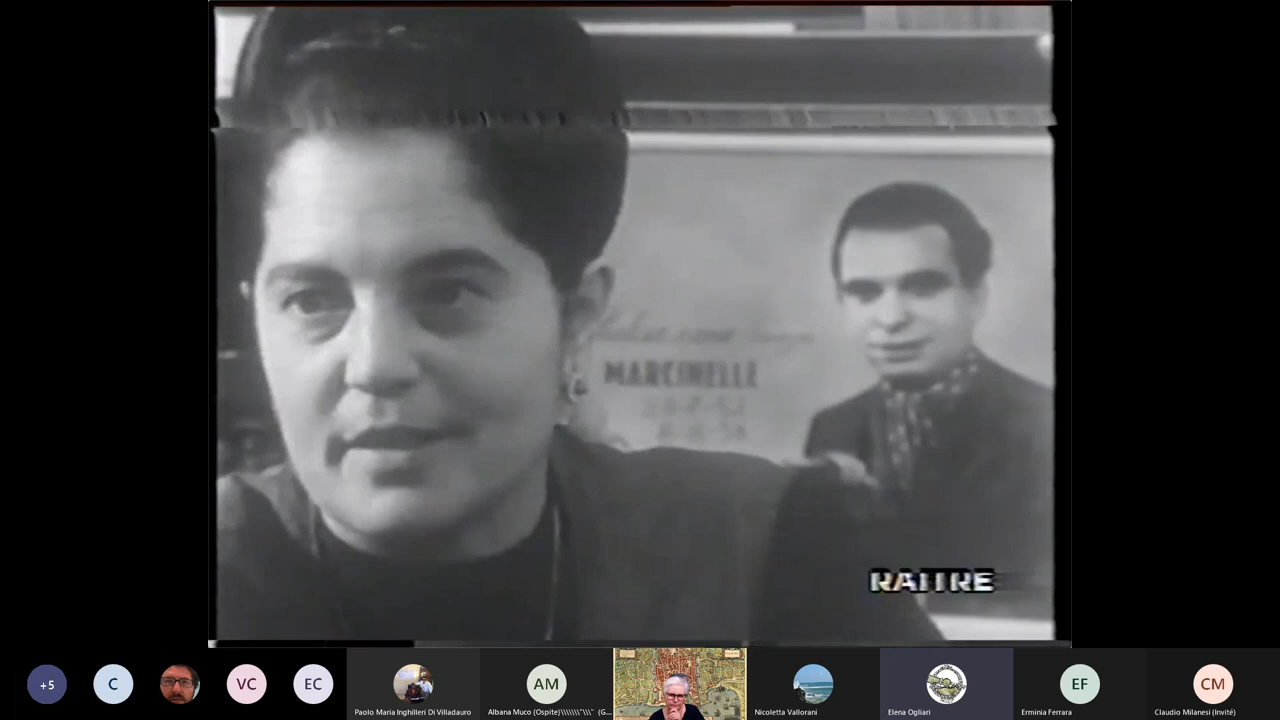 MARCINELLE
RAITRE
+5
C
VC
EC
Paolo Maria Inghilleri Di Villadauro
AM
Albana Muco (Ospite)\\\\\\\"\\\" (G...
Nicoletta Vallorani
Elena Ogliari
EF
Erminia Ferrara
CM
Claudio Milanesi (Invité)